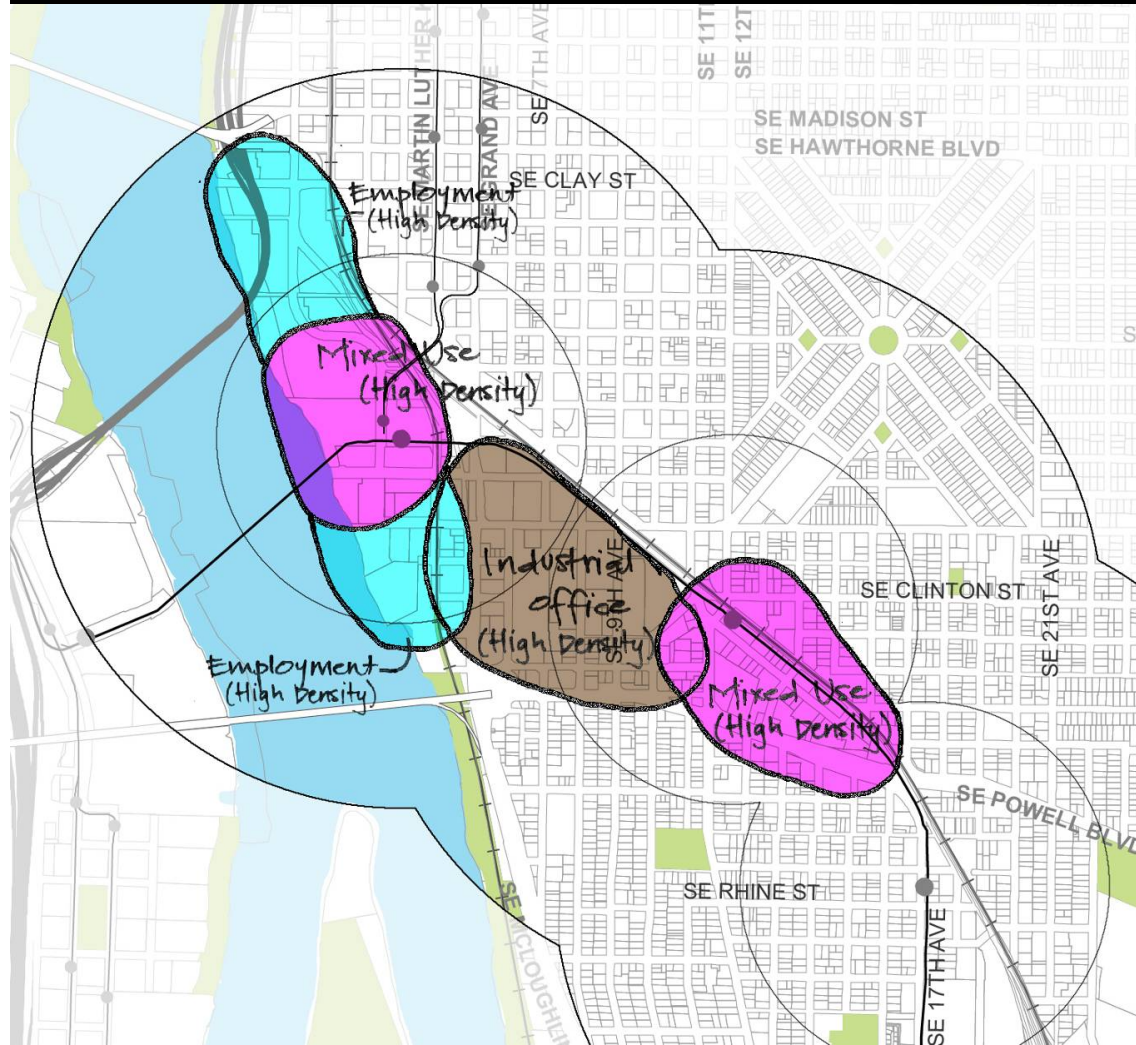 SE MARTIN LUTHER
SE GRAND AVE
SE 7TH AVE
SE 11T
SE 12T
SE MADISON ST
SE HAWTHORNE BLVD
SE CLAY ST
Employment
(High Density)
Mixed Use
(High Density)
Industrial
Office
(High Density)
SE 9TH AVE
SE CLINTON ST
SE 21ST AVE
Employment
(High Density)
Mixed Use
(High Density)
SE POWELL BLVD
SE RHINE ST
SE MCLOUGHLIN
SE 17TH AVE